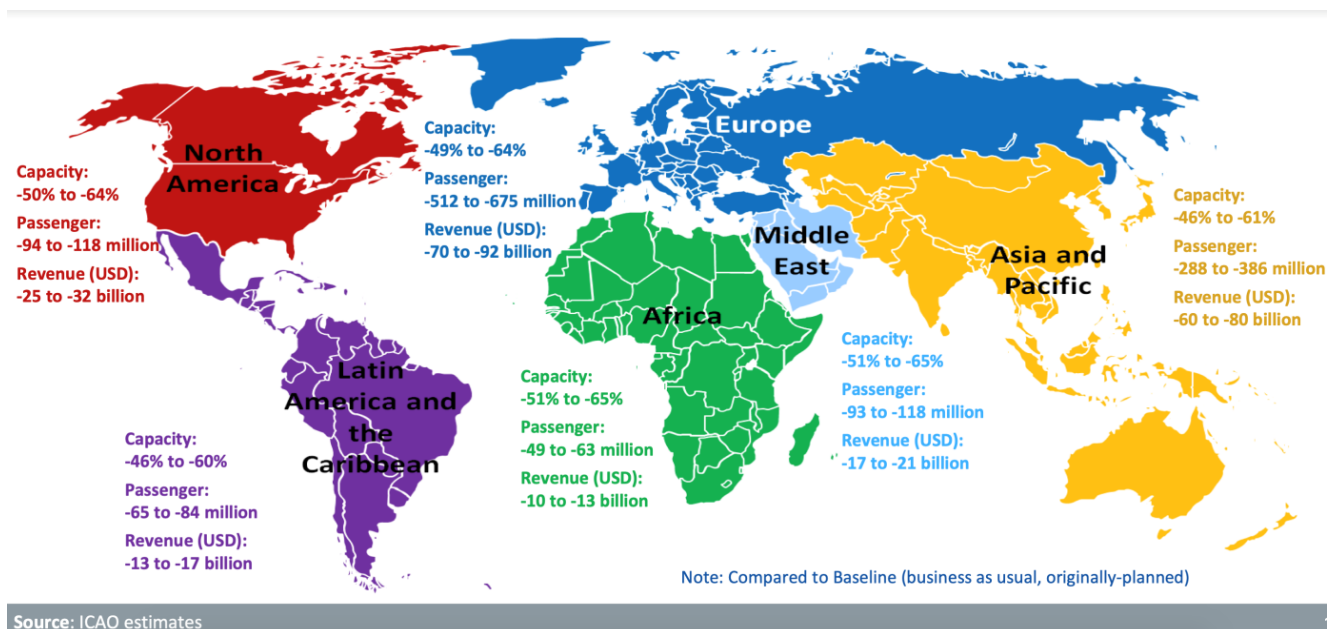 North
America
Capacity:
-50% to -64%
Passenger:
-94 to -118 million
Revenue (USD):
-25 to -32 billion
Capacity:
-49% to -64%
Passenger:
-512 to -675 million
Revenue (USD):
-70 to -92 billion
Europe
Middle
East
Asia and
Pacific
Capacity:
-46% to -61%
Passenger:
-288 to -386 million
Revenue (USD):
-60 to -80 billion
Africa
Capacity:
-51% to -65%
Passenger:
-93 to -118 million
Revenue (USD):
-17 to -21 billion
Capacity:
-51% to -65%
Passenger:
-49 to -63 million
Revenue (USD):
-10 to -13 billion
Latin
America and
the
Caribbean
Capacity:
-46% to -60%
Passenger:
-65 to -84 million
Revenue (USD):
-13 to -17 billion
Note: Compared to Baseline (business as usual, originally-planned)
Source: ICAO estimates